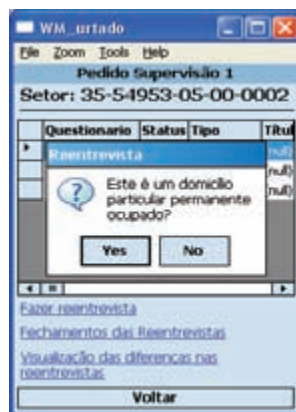 WM_urtado
File Zoom Tools Help
Pedido Supervisão 1
Setor: 35-54953-05-00-0002
Questionario Status Tipo Títul
Reentrevista
null)
null)
null)
Este é um domicílio
particular permanente
ocupado?
Yes No
Fazer reentrevista
Fechamentos das Reentrevistas
Visualização das diferenças nas
reentrevistas
Voltar